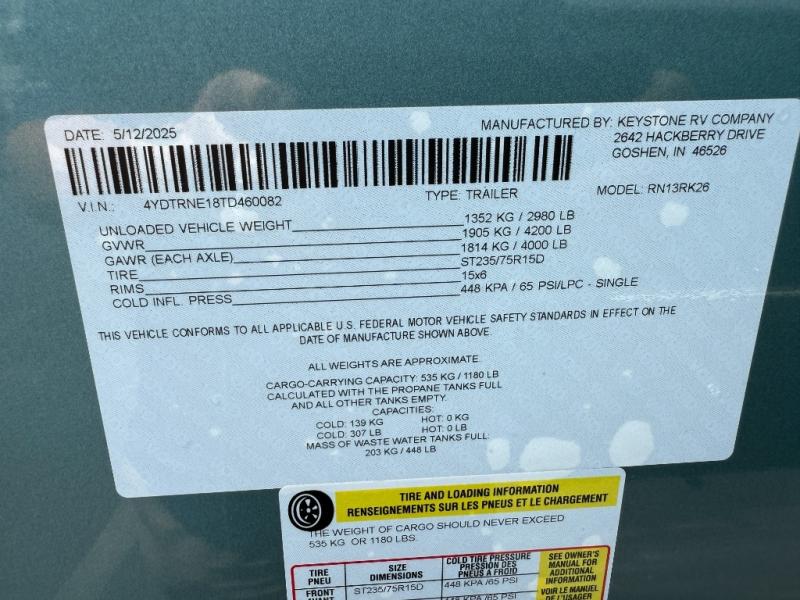 DATE: 5/12/2025
MANUFACTURED BY: KEYSTONE RV COMPANY
2642 HACKBERRY DRIVE
GOSHEN, IN 46526
V.I.N.: 4YDTRNE18TD460082 TYPE: TRAILER MODEL: RN13RK26
UNLOADED VEHICLE WEIGHT 1352 KG / 2980 LB
GVWR 1905 KG / 4200 LB
GAWR (EACH AXLE) 1814 KG / 4000 LB
TIRE ST235/75R15D
RIMS 15x6
COLD INFL. PRESS 448 KPA / 65 PSI/LPC - SINGLE
THIS VEHICLE CONFORMS TO ALL APPLICABLE U.S. FEDERAL MOTOR VEHICLE SAFETY STANDARDS IN EFFECT ON THE
DATE OF MANUFACTURE SHOWN ABOVE.
ALL WEIGHTS ARE APPROXIMATE.
CARGO-CARRYING CAPACITY: 535 KG / 1180 LB
CALCULATED WITH THE PROPANE TANKS FULL
AND ALL OTHER TANKS EMPTY.
CAPACITIES:
COLD: 139 KG HOT: 0 KG
COLD: 307 LB HOT: 0 LB
MASS OF WASTE WATER TANKS FULL:
203 KG / 448 LB
TIRE AND LOADING INFORMATION
RENSEIGNEMENTS SUR LES PNEUS ET LE CHARGEMENT
THE WEIGHT OF CARGO SHOULD NEVER EXCEED
535 KG OR 1180 LBS.
TIRE
PNEU
SIZE
DIMENSIONS
COLD TIRE PRESSURE
PRESSION DES
PNEUS A FROID
SEE OWNER'S
MANUAL FOR
ADDITIONAL
INFORMATION
VOIR LE MANUEL
DE L'USAGER
FRONT
ST235/75R15D
448 KPA /65 PSI